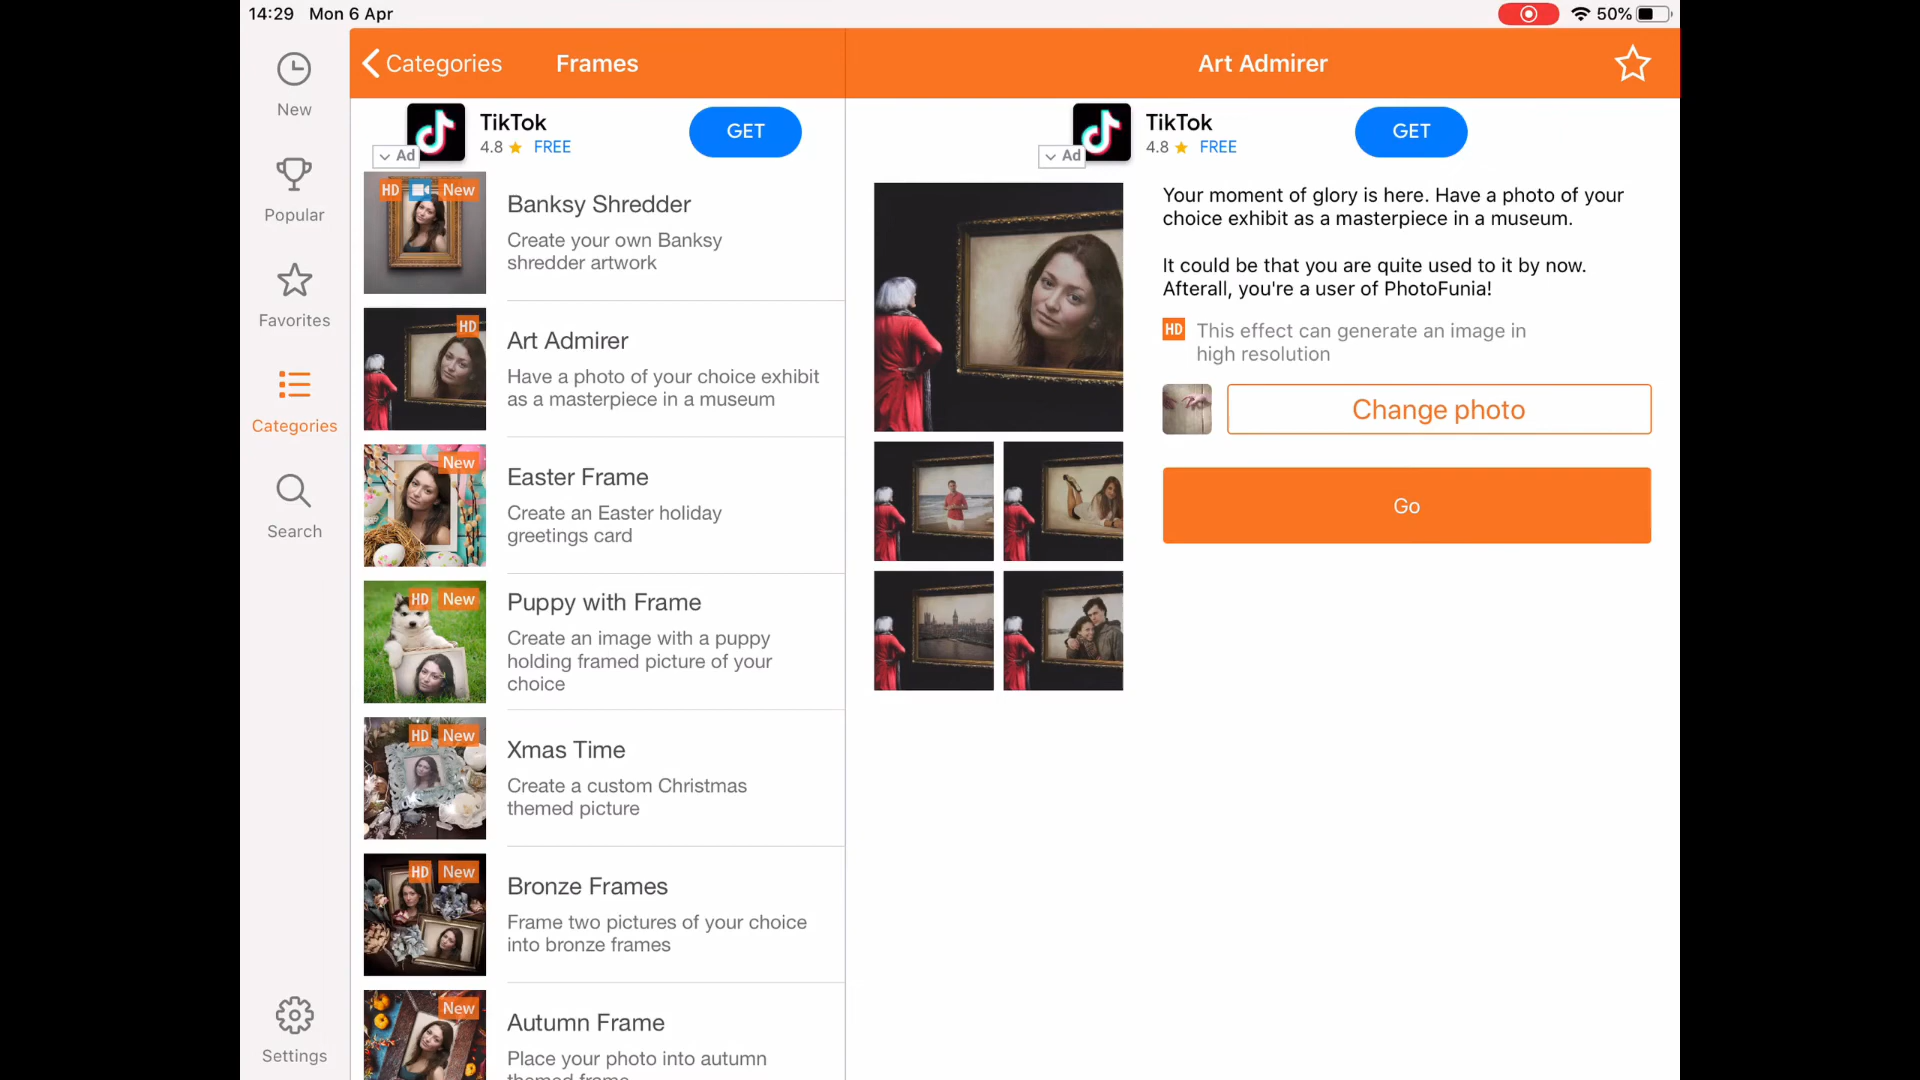 14:29 Mon 6 Apr
50%
New
Popular
Favorites
Categories
Search
Settings
Categories
Frames
Ad
TikTok
4.8 FREE
GET
HD New
Banksy Shredder
Create your own Banksy
shredder artwork
HD
Art Admirer
Have a photo of your choice exhibit
as a masterpiece in a museum
New
Easter Frame
Create an Easter holiday
greetings card
HD New
Puppy with Frame
Create an image with a puppy
holding framed picture of your
choice
HD New
Xmas Time
Create a custom Christmas
themed picture
HD New
Bronze Frames
Frame two pictures of your choice
into bronze frames
New
Autumn Frame
Place your photo into autumn
themed frame
Art Admirer
Ad
TikTok
4.8 FREE
GET
Your moment of glory is here. Have a photo of your
choice exhibit as a masterpiece in a museum.
It could be that you are quite used to it by now.
Afterall, you're a user of PhotoFunia!
HD This effect can generate an image in
high resolution
Change photo
Go